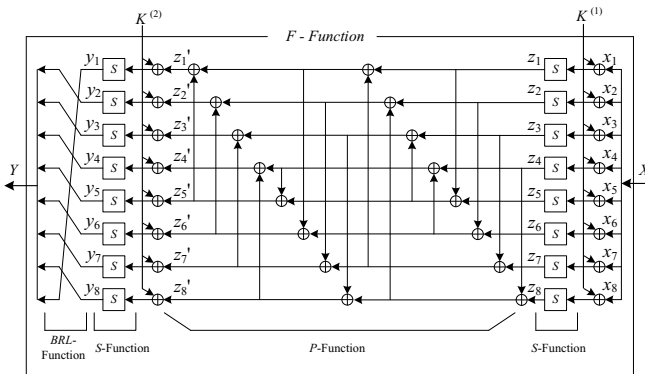 K(2) K(1)
F - Function
y1 S z1' z1 S x1
y2 S z2' z2 S x2
y3 S z3' z3 S x3
y4 S z4' z4 S x4
Y X
y5 S z5' z5 S x5
y6 S z6' z6 S x6
y7 S z7' z7 S x7
y8 S z8' z8 S x8
BRL-
Function
S-Function P-Function S-Function